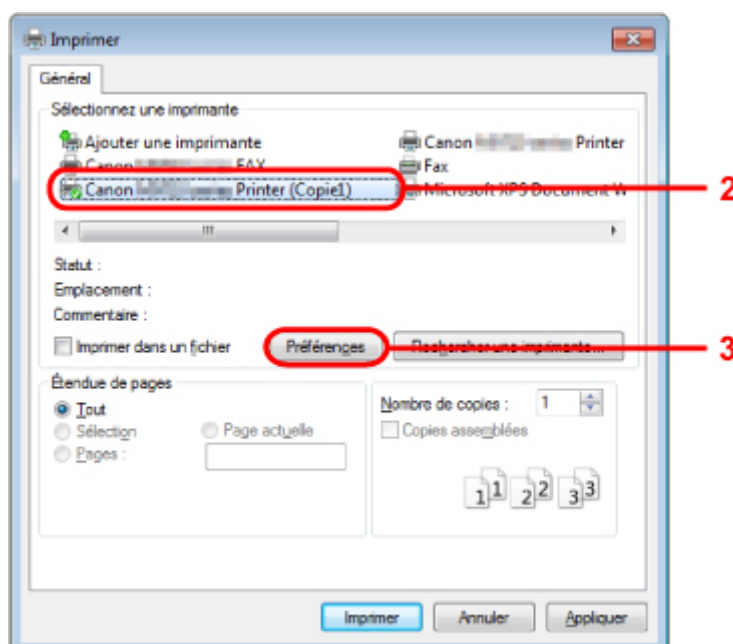 Imprimer
Général
Sélectionnez une imprimante
Ajouter une imprimante
Canon Printer
Canon FAX
Fax
Canon Printer (Copie1)
Microsoft XPS Document W
2
Statut :
Emplacement :
Commentaire :
Imprimer dans un fichier
Préférences
Rechercher une imprimante...
3
Étendue de pages
Tout
Sélection
Page actuelle
Pages :
Nombre de copies : 1
Copies assemblées
1 1 2 2 3 3
Imprimer
Annuler
Appliquer